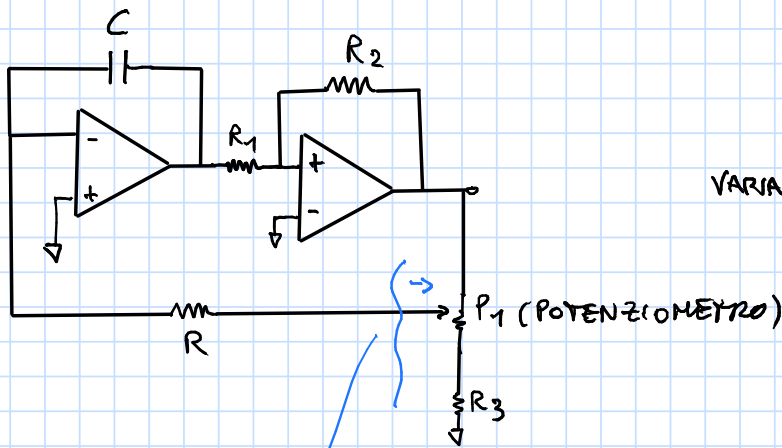 C
R2
-
+
R1
+
-
VARIA
P1 (POTENZIOMETRO)
R
R3